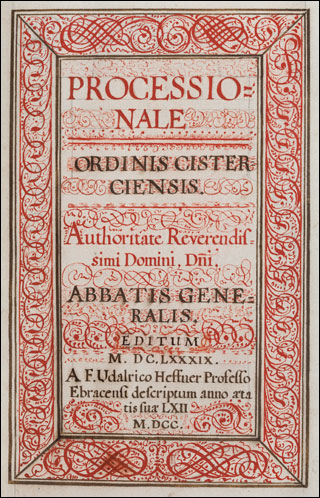 PROCESSIO=
NALE
ORDINIS CISTER=
CIENSIS.
Authoritate Reverendis=
simi Domini, Dñi
ABBATIS GENE=
RALIS.
EDITUM
M. DC. LXXXIX.
A F. Udalrico Heffner Professo
Ebracensi descriptum anno æta
tis suæ LXII
M.DCC.